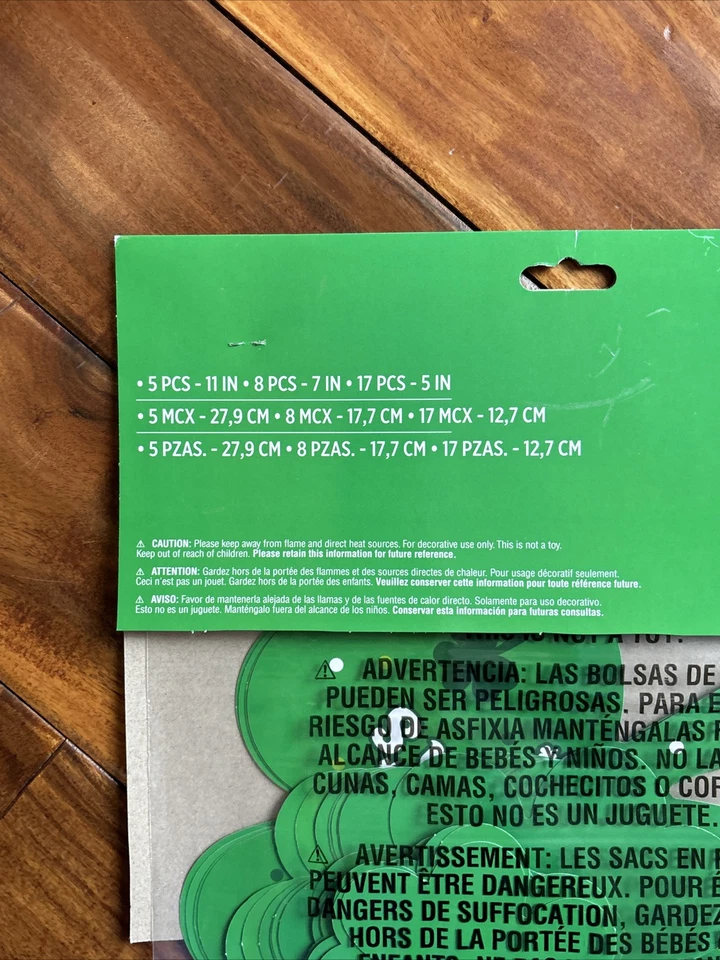 • 5 PCS - 11 IN • 8 PCS - 7 IN • 17 PCS - 5 IN
• 5 MCX - 27,9 CM • 8 MCX - 17,7 CM • 17 MCX - 12,7 CM
• 5 PZAS. - 27,9 CM • 8 PZAS. - 17,7 CM • 17 PZAS. - 12,7 CM
⚠ CAUTION: Please keep away from flame and direct heat sources. For decorative use only. This is not a toy.
Keep out of reach of children. Please retain this information for future reference.
⚠ ATTENTION: Gardez hors de la portée des flammes et des sources directes de chaleur. Pour usage décoratif seulement.
Ceci n'est pas un jouet. Gardez hors de la portée des enfants. Veuillez conserver cette information pour toute référence future.
⚠ AVISO: Favor de mantenerla alejada de las llamas y de las fuentes de calor directo. Solamente para uso decorativo.
Esto no es un juguete. Manténgalo fuera del alcance de los niños. Conservar esta información para futuras consultas.
THIS IS NOT A TOY.
⚠ ADVERTENCIA: LAS BOLSAS DE
PUEDEN SER PELIGROSAS. PARA
RIESGO DE ASFIXIA MANTÉNGALAS
ALCANCE DE BEBÉS Y NIÑOS. NO
CUNAS, CAMAS, COCHECITOS O
ESTO NO ES UN JUGUETE.
⚠ AVERTISSEMENT: LES SACS EN
PEUVENT ÊTRE DANGEREUX. POUR
DANGERS DE SUFFOCATION, GARDEZ
HORS DE LA PORTÉE DES BÉBÉS